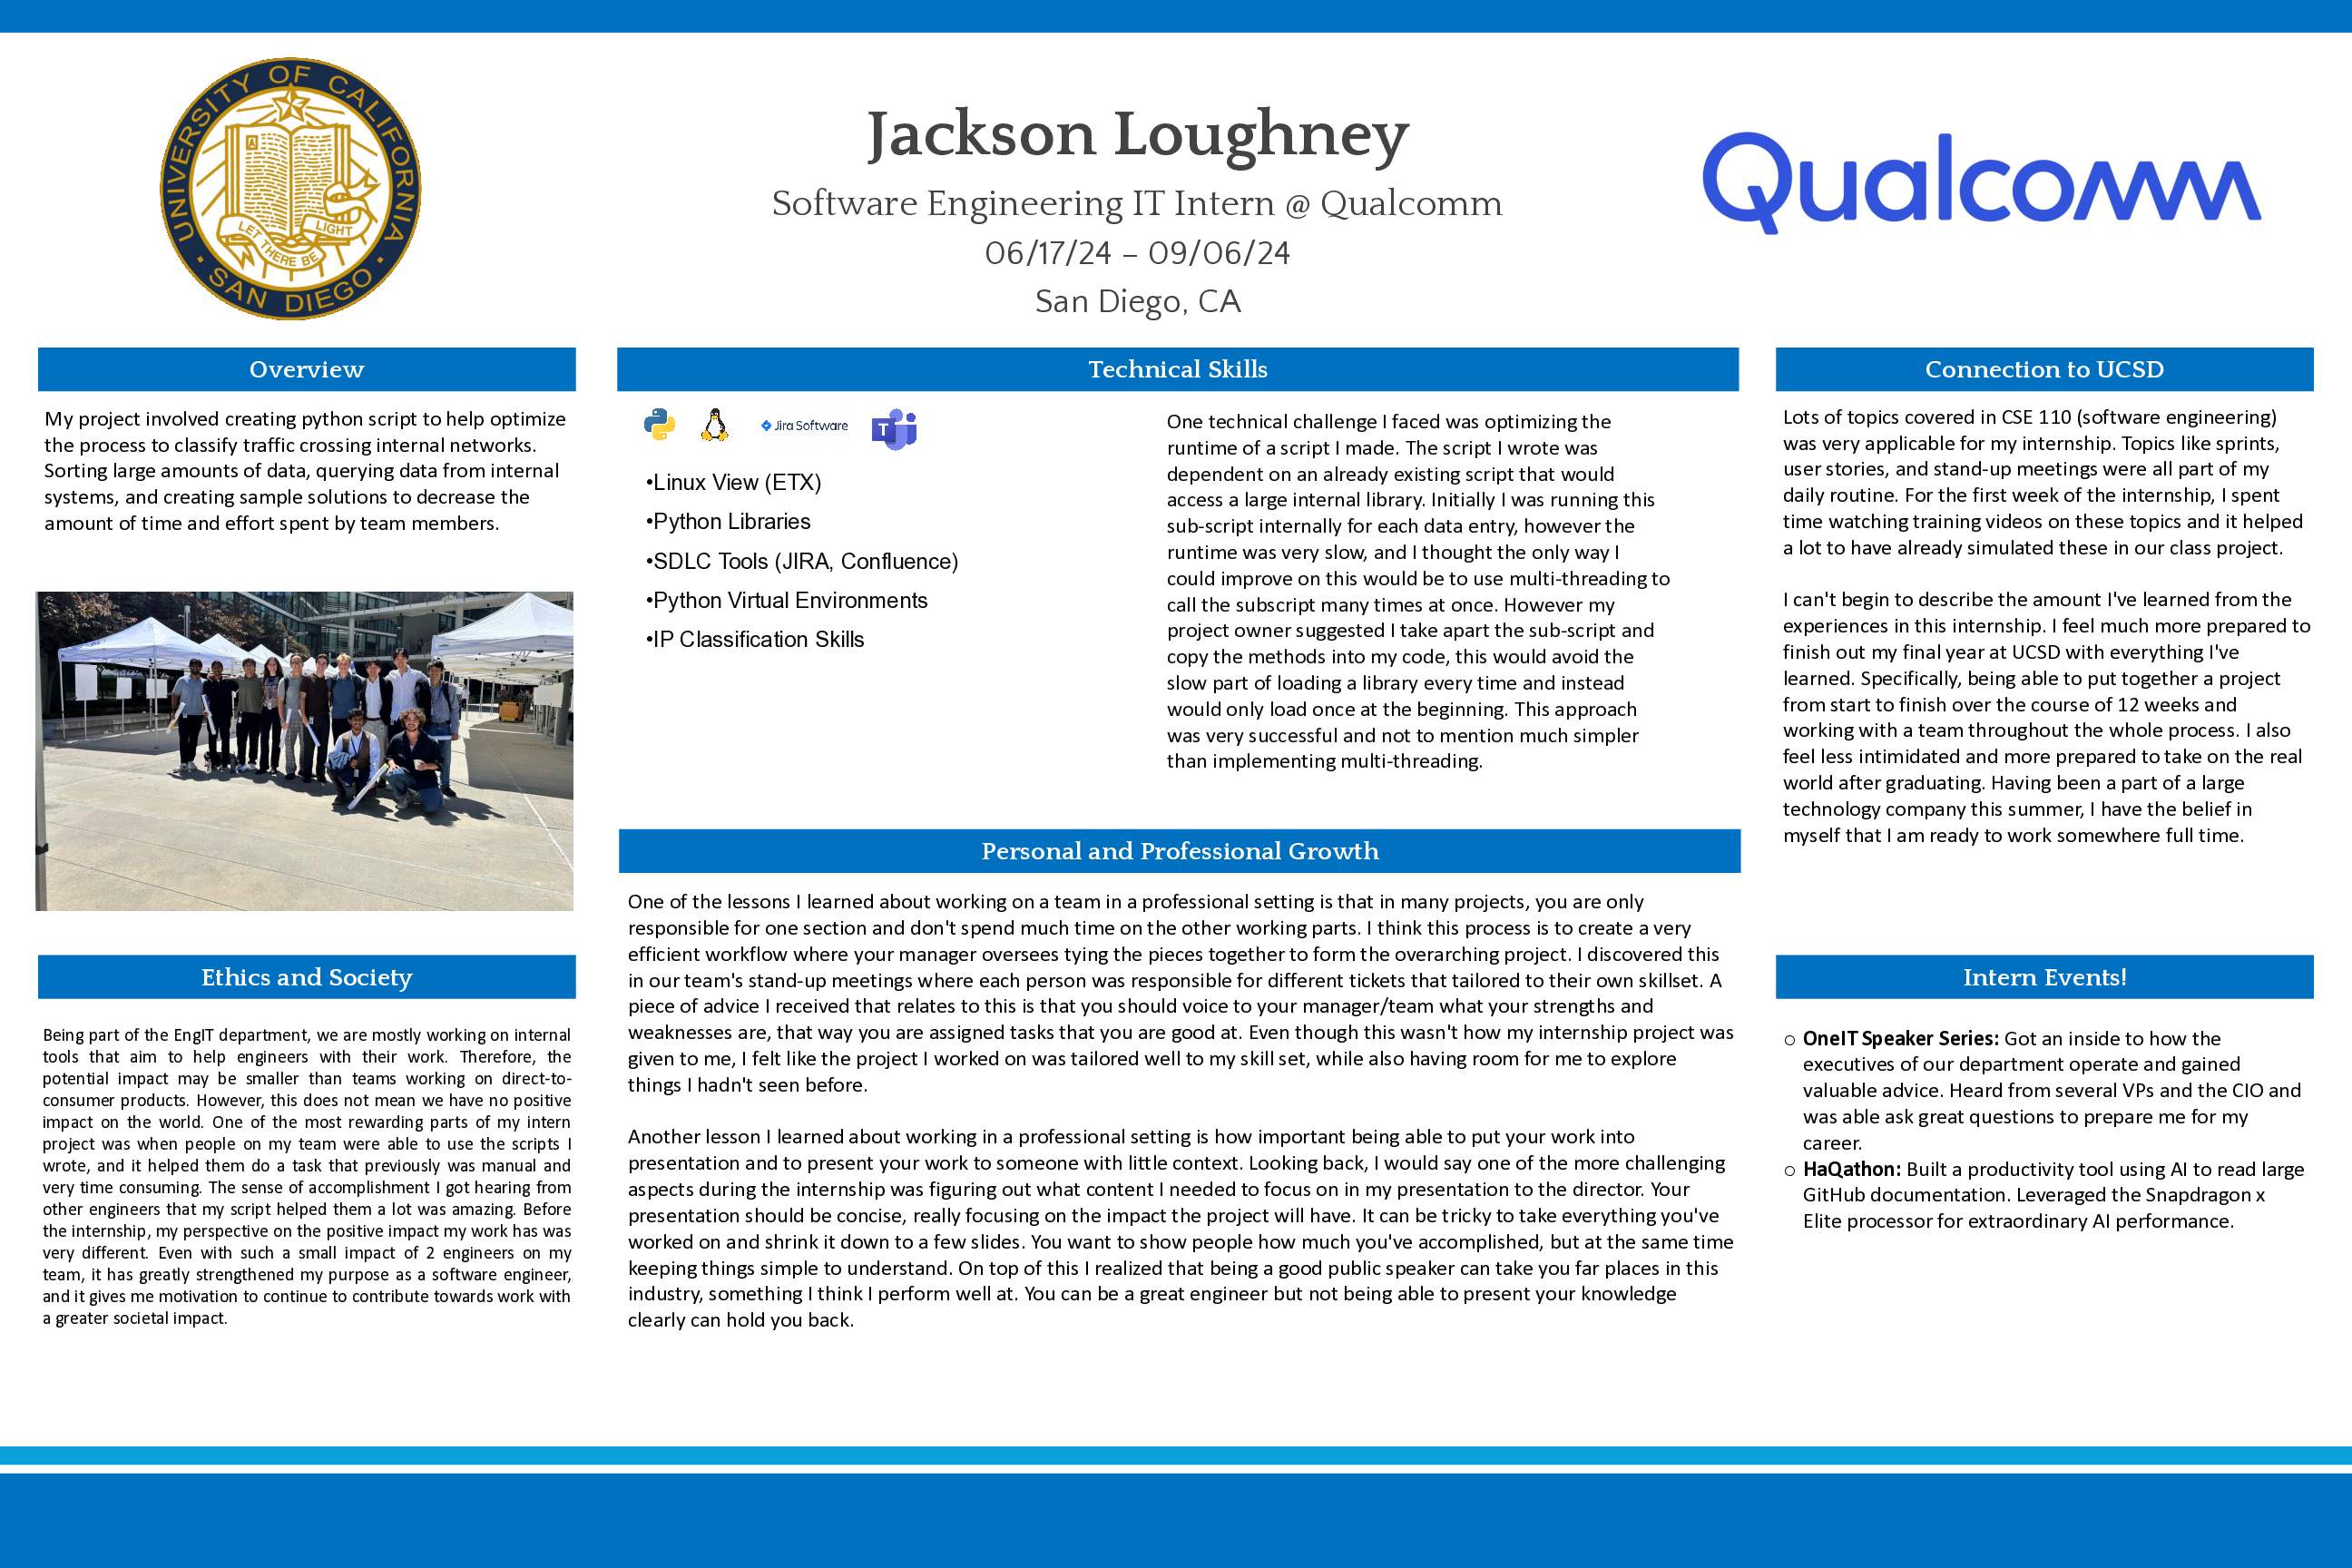 UNIVERSITY OF CALIFORNIA
SAN DIEGO
A
LET THERE BE
LIGHT
Jackson Loughney
Software Engineering IT Intern @ Qualcomm
06/17/24 – 09/06/24
San Diego, CA
Qualcomm
Overview
My project involved creating python script to help optimize
the process to classify traffic crossing internal networks.
Sorting large amounts of data, querying data from internal
systems, and creating sample solutions to decrease the
amount of time and effort spent by team members.
Ethics and Society
Being part of the EngIT department, we are mostly working on internal
tools that aim to help engineers with their work. Therefore, the
potential impact may be smaller than teams working on direct-to-
consumer products. However, this does not mean we have no positive
impact on the world. One of the most rewarding parts of my intern
project was when people on my team were able to use the scripts I
wrote, and it helped them do a task that previously was manual and
very time consuming. The sense of accomplishment I got hearing from
other engineers that my script helped them a lot was amazing. Before
the internship, my perspective on the positive impact my work has was
very different. Even with such a small impact of 2 engineers on my
team, it has greatly strengthened my purpose as a software engineer,
and it gives me motivation to continue to contribute towards work with
a greater societal impact.
Technical Skills
Jira Software
T
•Linux View (ETX)
•Python Libraries
•SDLC Tools (JIRA, Confluence)
•Python Virtual Environments
•IP Classification Skills
One technical challenge I faced was optimizing the
runtime of a script I made. The script I wrote was
dependent on an already existing script that would
access a large internal library. Initially I was running this
sub-script internally for each data entry, however the
runtime was very slow, and I thought the only way I
could improve on this would be to use multi-threading to
call the subscript many times at once. However my
project owner suggested I take apart the sub-script and
copy the methods into my code, this would avoid the
slow part of loading a library every time and instead
would only load once at the beginning. This approach
was very successful and not to mention much simpler
than implementing multi-threading.
Personal and Professional Growth
One of the lessons I learned about working on a team in a professional setting is that in many projects, you are only
responsible for one section and don't spend much time on the other working parts. I think this process is to create a very
efficient workflow where your manager oversees tying the pieces together to form the overarching project. I discovered this
in our team's stand-up meetings where each person was responsible for different tickets that tailored to their own skillset. A
piece of advice I received that relates to this is that you should voice to your manager/team what your strengths and
weaknesses are, that way you are assigned tasks that you are good at. Even though this wasn't how my internship project was
given to me, I felt like the project I worked on was tailored well to my skill set, while also having room for me to explore
things I hadn't seen before.
Another lesson I learned about working in a professional setting is how important being able to put your work into
presentation and to present your work to someone with little context. Looking back, I would say one of the more challenging
aspects during the internship was figuring out what content I needed to focus on in my presentation to the director. Your
presentation should be concise, really focusing on the impact the project will have. It can be tricky to take everything you've
worked on and shrink it down to a few slides. You want to show people how much you've accomplished, but at the same time
keeping things simple to understand. On top of this I realized that being a good public speaker can take you far places in this
industry, something I think I perform well at. You can be a great engineer but not being able to present your knowledge
clearly can hold you back.
Connection to UCSD
Lots of topics covered in CSE 110 (software engineering)
was very applicable for my internship. Topics like sprints,
user stories, and stand-up meetings were all part of my
daily routine. For the first week of the internship, I spent
time watching training videos on these topics and it helped
a lot to have already simulated these in our class project.
I can't begin to describe the amount I've learned from the
experiences in this internship. I feel much more prepared to
finish out my final year at UCSD with everything I've
learned. Specifically, being able to put together a project
from start to finish over the course of 12 weeks and
working with a team throughout the whole process. I also
feel less intimidated and more prepared to take on the real
world after graduating. Having been a part of a large
technology company this summer, I have the belief in
myself that I am ready to work somewhere full time.
Intern Events!
○ OneIT Speaker Series: Got an inside to how the
executives of our department operate and gained
valuable advice. Heard from several VPs and the CIO and
was able ask great questions to prepare me for my
career.
○ HaQathon: Built a productivity tool using AI to read large
GitHub documentation. Leveraged the Snapdragon x
Elite processor for extraordinary AI performance.